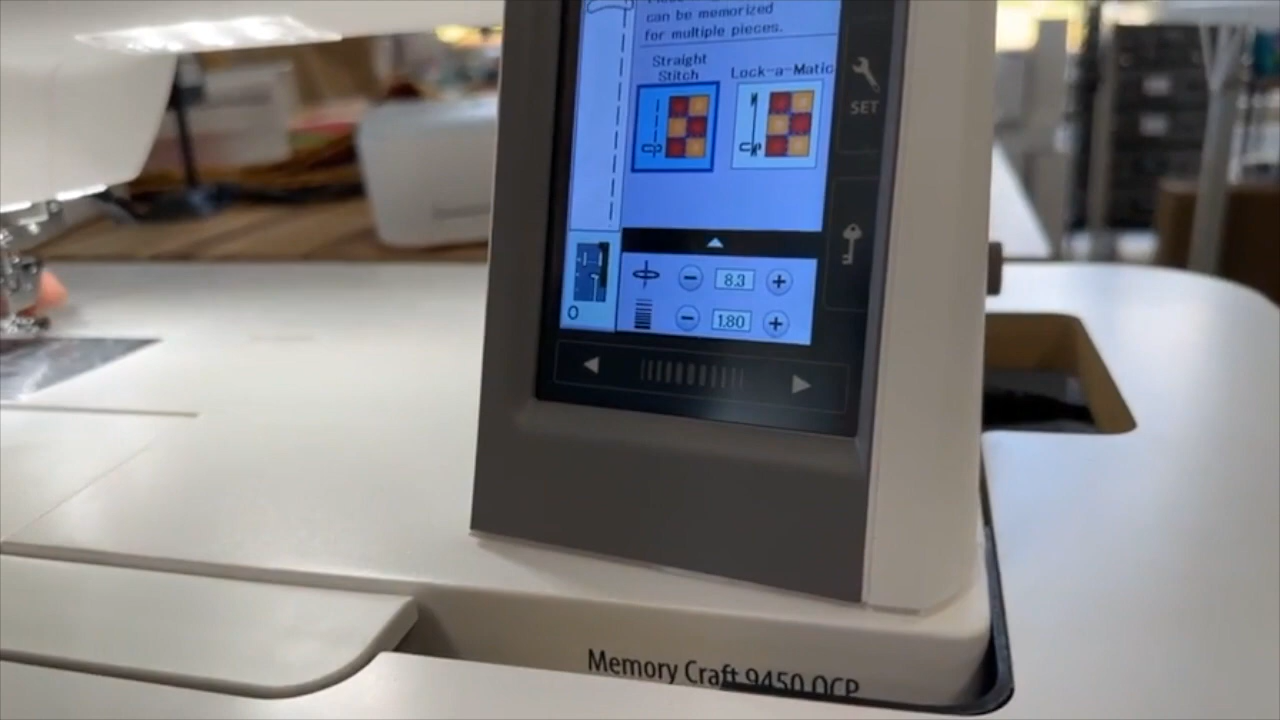 can be memorized
for multiple pieces.
Straight
Stitch
Lock-a-Matic
SET
8.3
1.80
0
Memory Craft 9450 QCP